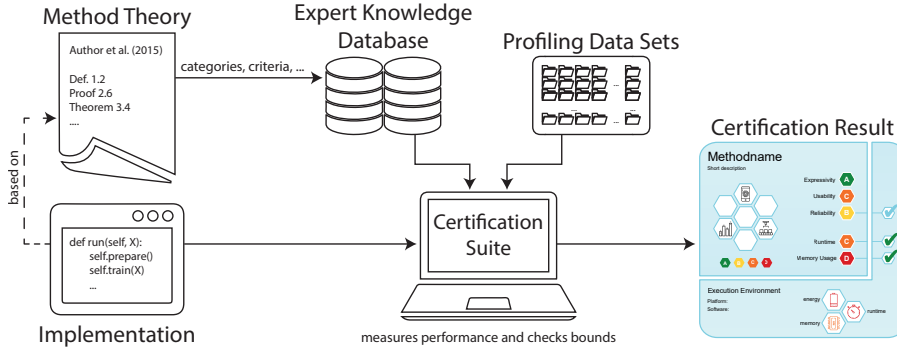 Method Theory
Author et al. (2015)
Def. 1.2
Proof 2.6
Theorem 3.4
....
categories, criteria, ...
Expert Knowledge
Database
Profiling Data Sets
...
...
....
...
...
based on
def run(self, X):
self.prepare()
self.train(X)
...
Implementation
Certification
Suite
measures performance and checks bounds
Certification Result
Methodname
Short description
Expressivity A
Usability C
Reliability B
Runtime C
Memory Usage D
A B C D
Execution Environment
Platform:
Software:
energy
runtime
memory